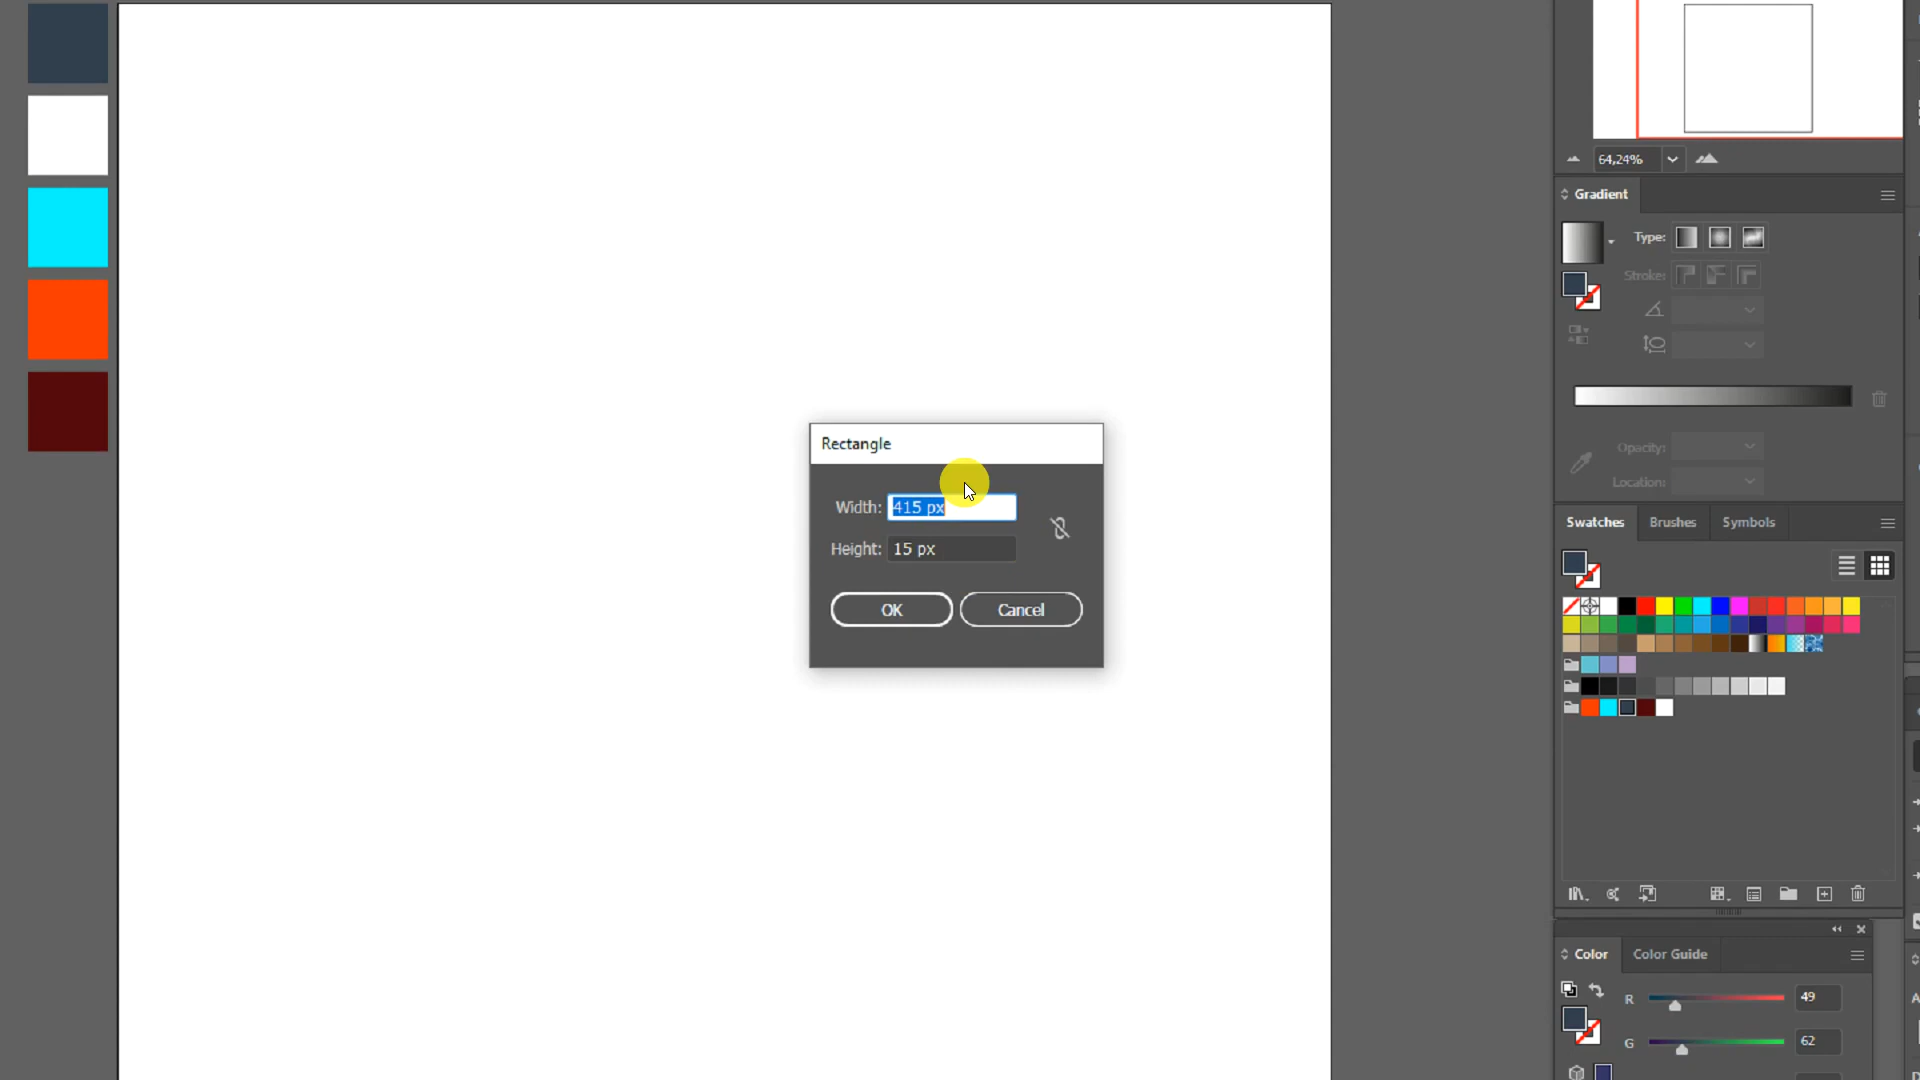 64,24%
Gradient
Type:
Stroke:
Opacity:
Location:
Rectangle
Width: 415 px
Height: 15 px
OK Cancel
Swatches Brushes Symbols
Color Color Guide
R 49
G 62